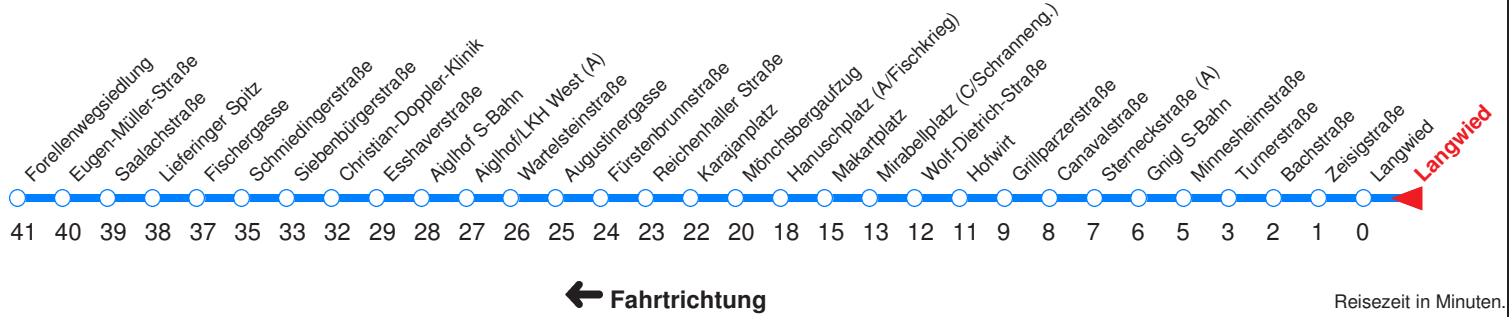 Forellenwegsiedlung
Eugen-Müller-Straße
Saalachstraße
Lieferinger Spitz
Fischergasse
Schmiedingerstraße
Siebenbürgerstraße
Christian-Doppler-Klinik
Esshaverstraße
Aiglhof S-Bahn
Aiglhof/LKH West (A)
Wartelsteinstraße
Augustinergasse
Fürstenbrunnstraße
Reichenhaller Straße
Karajanplatz
Mönchsbergaufzug
Hanuschplatz (A/Fischkrieg)
Makartplatz
Mirabellplatz (C/Schranneng.)
Wolf-Dietrich-Straße
Hofwirt
Grillparzerstraße
Canavalstraße
Sterneckstraße (A)
Gnigl S-Bahn
Minnesheimstraße
Turnerstraße
Bachstraße
Zeisigstraße
Langwied
Langwied
41 40 39 38 37 35 33 32 29 28 27 26 25 24 23 22 20 18 15 13 12 11 9 8 7 6 5 3 2 1 0
Fahrtrichtung
Reisezeit in Minuten.